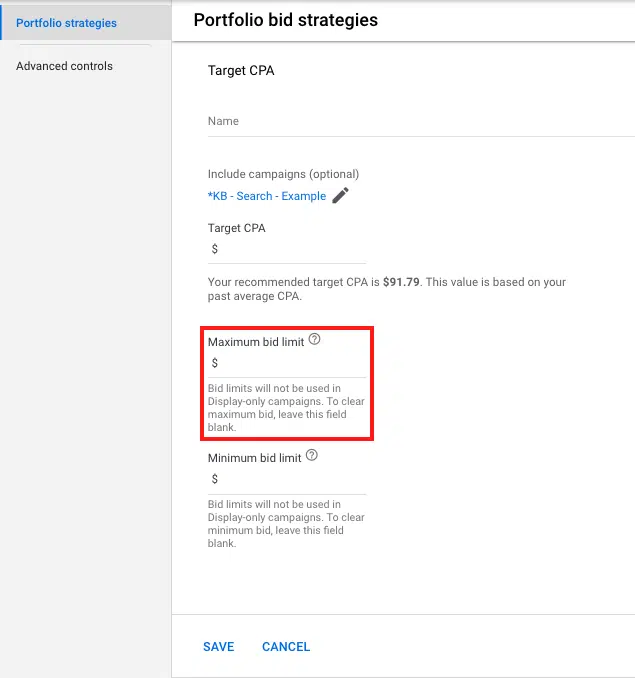 Portfolio strategies
Advanced controls
Portfolio bid strategies
Target CPA
Name
Include campaigns (optional)
*KB - Search - Example
Target CPA
$
Your recommended target CPA is $91.79. This value is based on your
past average CPA.
Maximum bid limit ?
$
Bid limits will not be used in
Display-only campaigns. To clear
maximum bid, leave this field
blank.
Minimum bid limit ?
$
Bid limits will not be used in
Display-only campaigns. To clear
minimum bid, leave this field
blank.
SAVE CANCEL